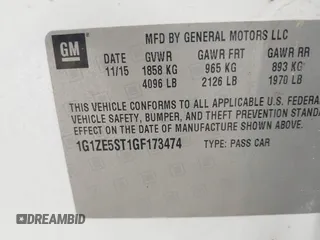 GM
MFD BY GENERAL MOTORS LLC
DATE GVWR GAWR FRT GAWR RR
11/15 1858 KG 965 KG 893 KG
4096 LB 2126 LB 1970 LB
THIS VEHICLE CONFORMS TO ALL APPLICABLE U.S. FEDERAL
VEHICLE SAFETY, BUMPER, AND THEFT PREVENTION STANDA
EFFECT ON THE DATE OF MANUFACTURE SHOWN ABOVE.
1G1ZE5ST1GF173474 TYPE: PASS CAR
DREAMBID